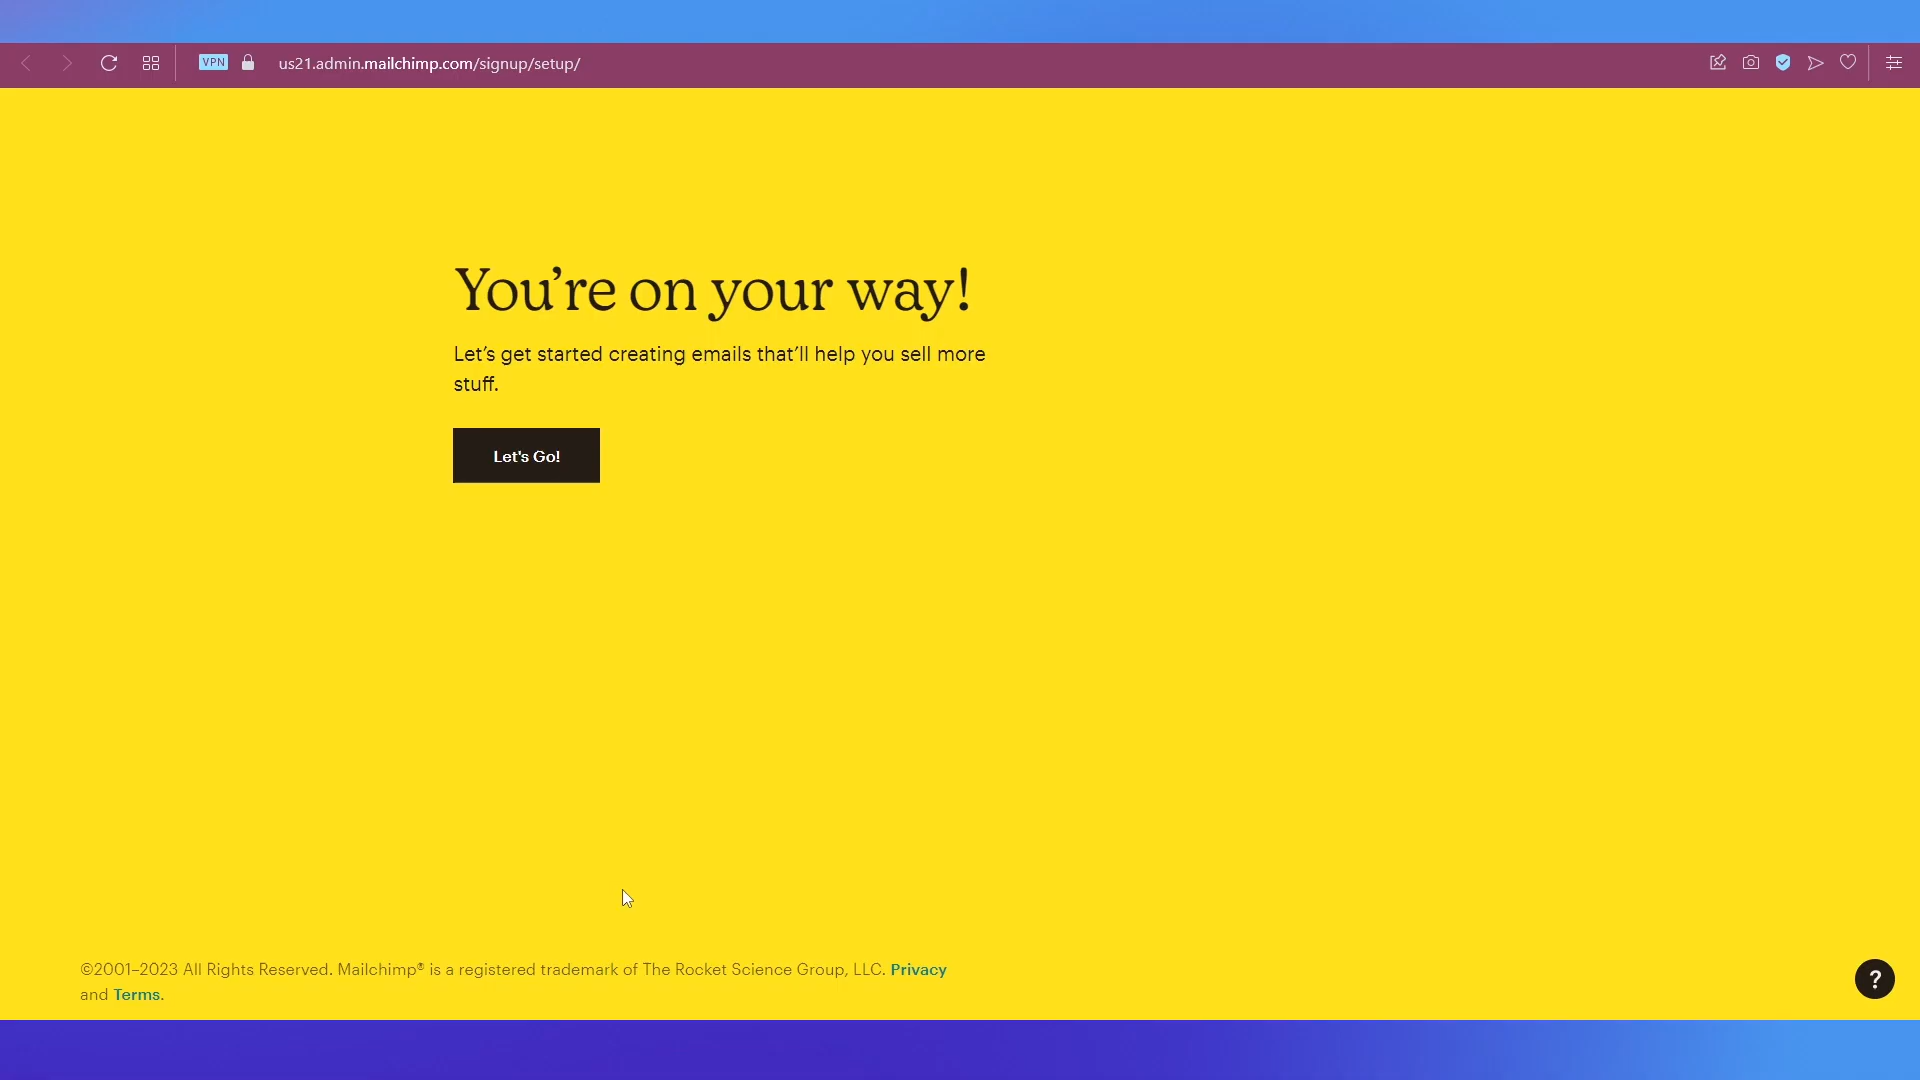 VPN
us21.admin.mailchimp.com/signup/setup/
You’re on your way!
Let’s get started creating emails that’ll help you sell more
stuff.
Let's Go!
©2001–2023 All Rights Reserved. Mailchimp® is a registered trademark of The Rocket Science Group, LLC. Privacy
and Terms.
?